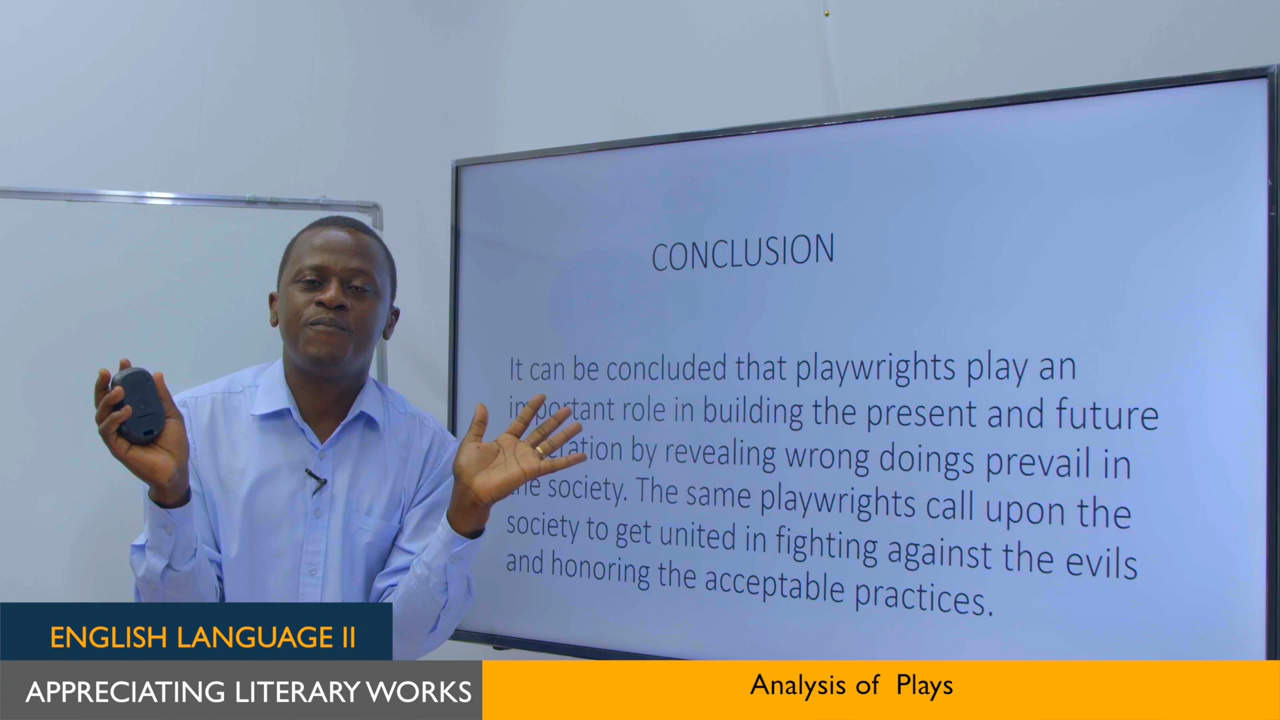 CONCLUSION
It can be concluded that playwrights play an
important role in building the present and future
by revealing wrong doings prevail in
the society. The same playwrights call upon the
society to get united in fighting against the evils
and honoring the acceptable practices.
ENGLISH LANGUAGE II
APPRECIATING LITERARY WORKS
Analysis of Plays